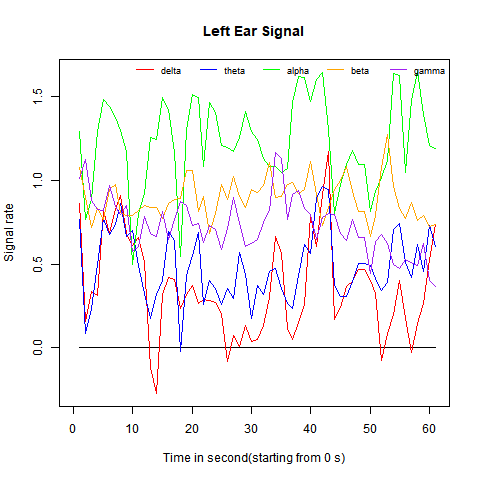 Left Ear Signal
delta theta alpha beta gamma
1.5
1.0
0.5
0.0
Signal rate
0 10 20 30 40 50 60
Time in second(starting from 0 s)